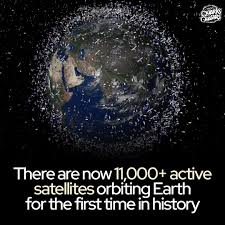 There are now 11,000+ active
satellites orbiting Earth
for the first time in history